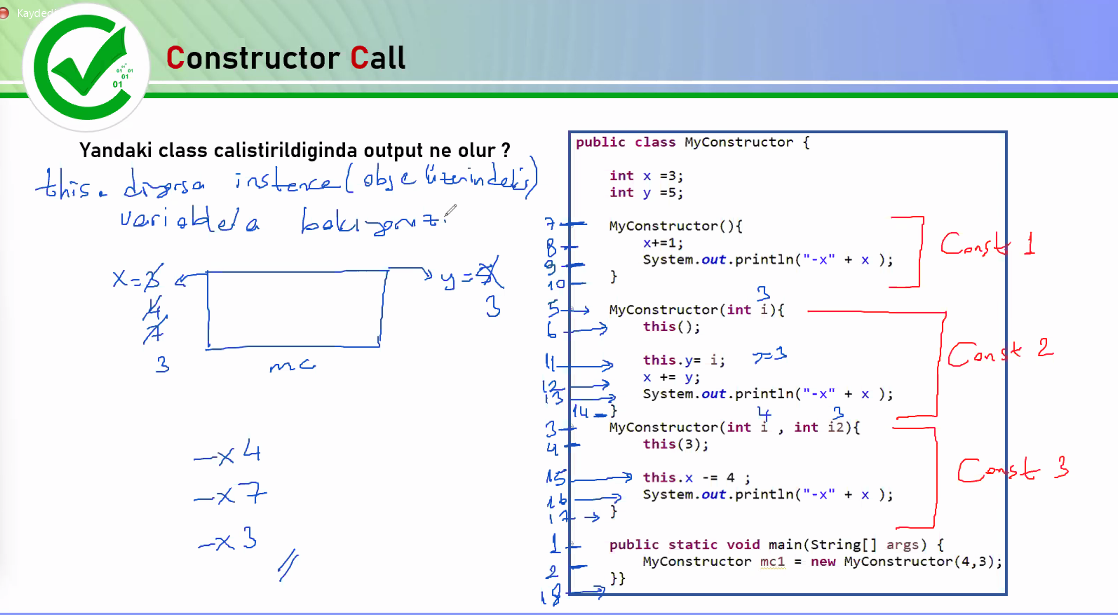 Kaydedi
Constructor Call
01
Yandaki class calistirildiginda output ne olur ?
this. diyorsa instence (obje üzerindeki)
variable'a bakıyoruz.
x=3
4
7
3
y=5
3
mc
-x4
-x7
-x3
public class MyConstructor {
int x =3;
int y =5;
7
MyConstructor(){
8
x+=1;
9
System.out.println("-x" + x );
10
}
Const 1
3
5
MyConstructor(int i){
6
this();
11
this.y= i;
12
x += y;
13
System.out.println("-x" + x );
14
}
Const 2
4 3
3
MyConstructor(int i , int i2){
4
this(3);
15
this.x -= 4 ;
16
System.out.println("-x" + x );
17
}
Const 3
1
public static void main(String[] args) {
2
MyConstructor mc1 = new MyConstructor(4,3);
}}
18